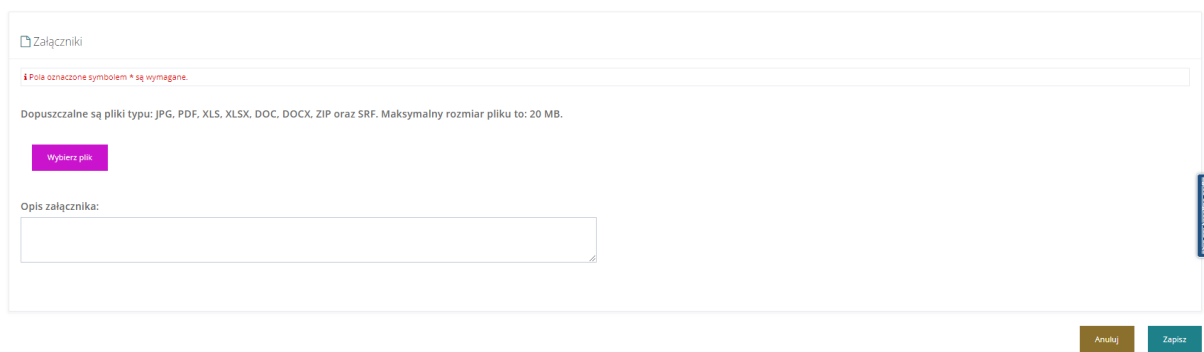 Załączniki
i Pola oznaczone symbolem * są wymagane.
Dopuszczalne są pliki typu: JPG, PDF, XLS, XLSX, DOC, DOCX, ZIP oraz SRF. Maksymalny rozmiar pliku to: 20 MB.
Wybierz plik
Opis załącznika:
Anuluj
Zapisz